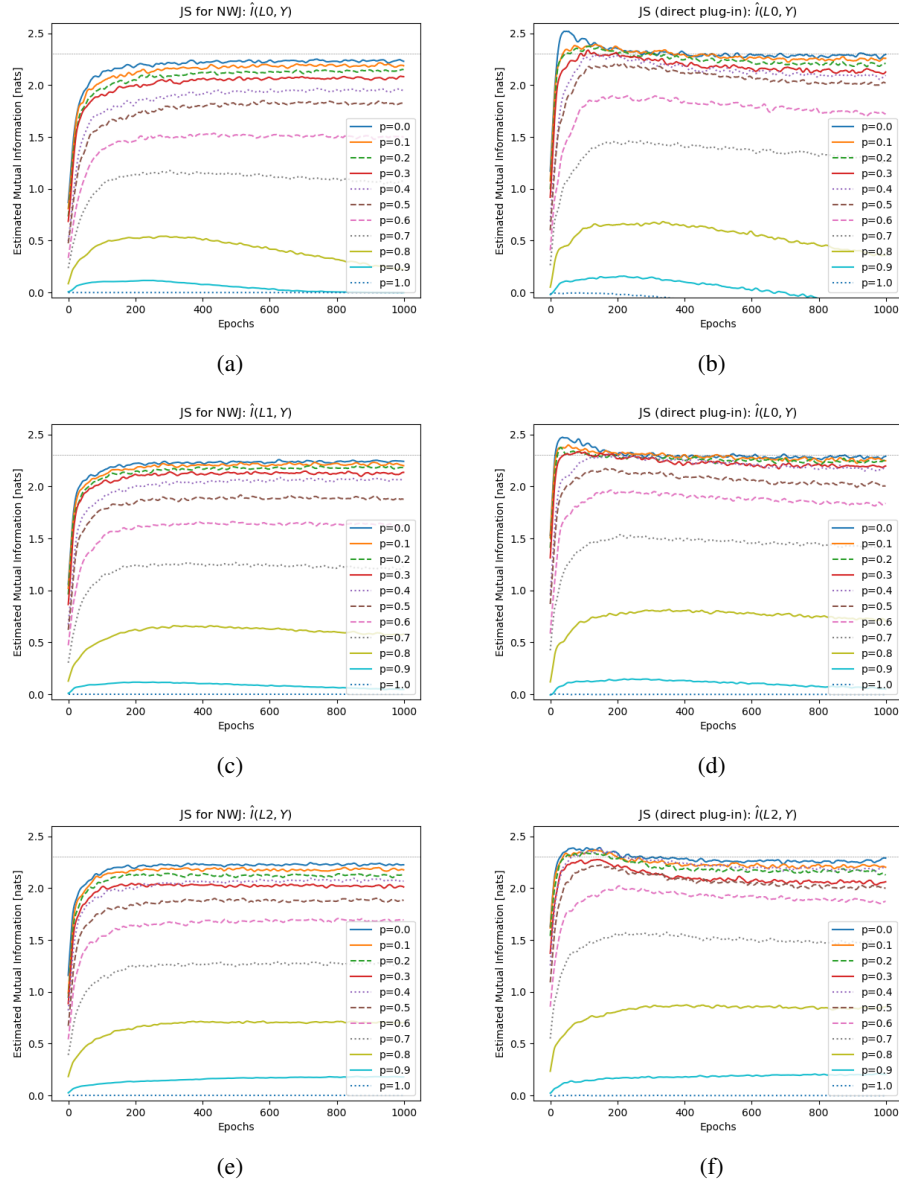 JS for NWJ: Î(L0, Y)
Estimated Mutual Information [nats]
2.5
2.0
1.5
1.0
0.5
0.0
p=0.0
p=0.1
p=0.2
p=0.3
p=0.4
p=0.5
p=0.6
p=0.7
p=0.8
p=0.9
p=1.0
0 200 400 600 800 1000
Epochs
(a)
JS (direct plug-in): Î(L0, Y)
Estimated Mutual Information [nats]
2.5
2.0
1.5
1.0
0.5
0.0
p=0.0
p=0.1
p=0.2
p=0.3
p=0.4
p=0.5
p=0.6
p=0.7
p=0.8
p=0.9
p=1.0
0 200 400 600 800 1000
Epochs
(b)
JS for NWJ: Î(L1, Y)
Estimated Mutual Information [nats]
2.5
2.0
1.5
1.0
0.5
0.0
p=0.0
p=0.1
p=0.2
p=0.3
p=0.4
p=0.5
p=0.6
p=0.7
p=0.8
p=0.9
p=1.0
0 200 400 600 800 1000
Epochs
(c)
JS (direct plug-in): Î(L0, Y)
Estimated Mutual Information [nats]
2.5
2.0
1.5
1.0
0.5
0.0
p=0.0
p=0.1
p=0.2
p=0.3
p=0.4
p=0.5
p=0.6
p=0.7
p=0.8
p=0.9
p=1.0
0 200 400 600 800 1000
Epochs
(d)
JS for NWJ: Î(L2, Y)
Estimated Mutual Information [nats]
2.5
2.0
1.5
1.0
0.5
0.0
p=0.0
p=0.1
p=0.2
p=0.3
p=0.4
p=0.5
p=0.6
p=0.7
p=0.8
p=0.9
p=1.0
0 200 400 600 800 1000
Epochs
(e)
JS (direct plug-in): Î(L2, Y)
Estimated Mutual Information [nats]
2.5
2.0
1.5
1.0
0.5
0.0
p=0.0
p=0.1
p=0.2
p=0.3
p=0.4
p=0.5
p=0.6
p=0.7
p=0.8
p=0.9
p=1.0
0 200 400 600 800 1000
Epochs
(f)